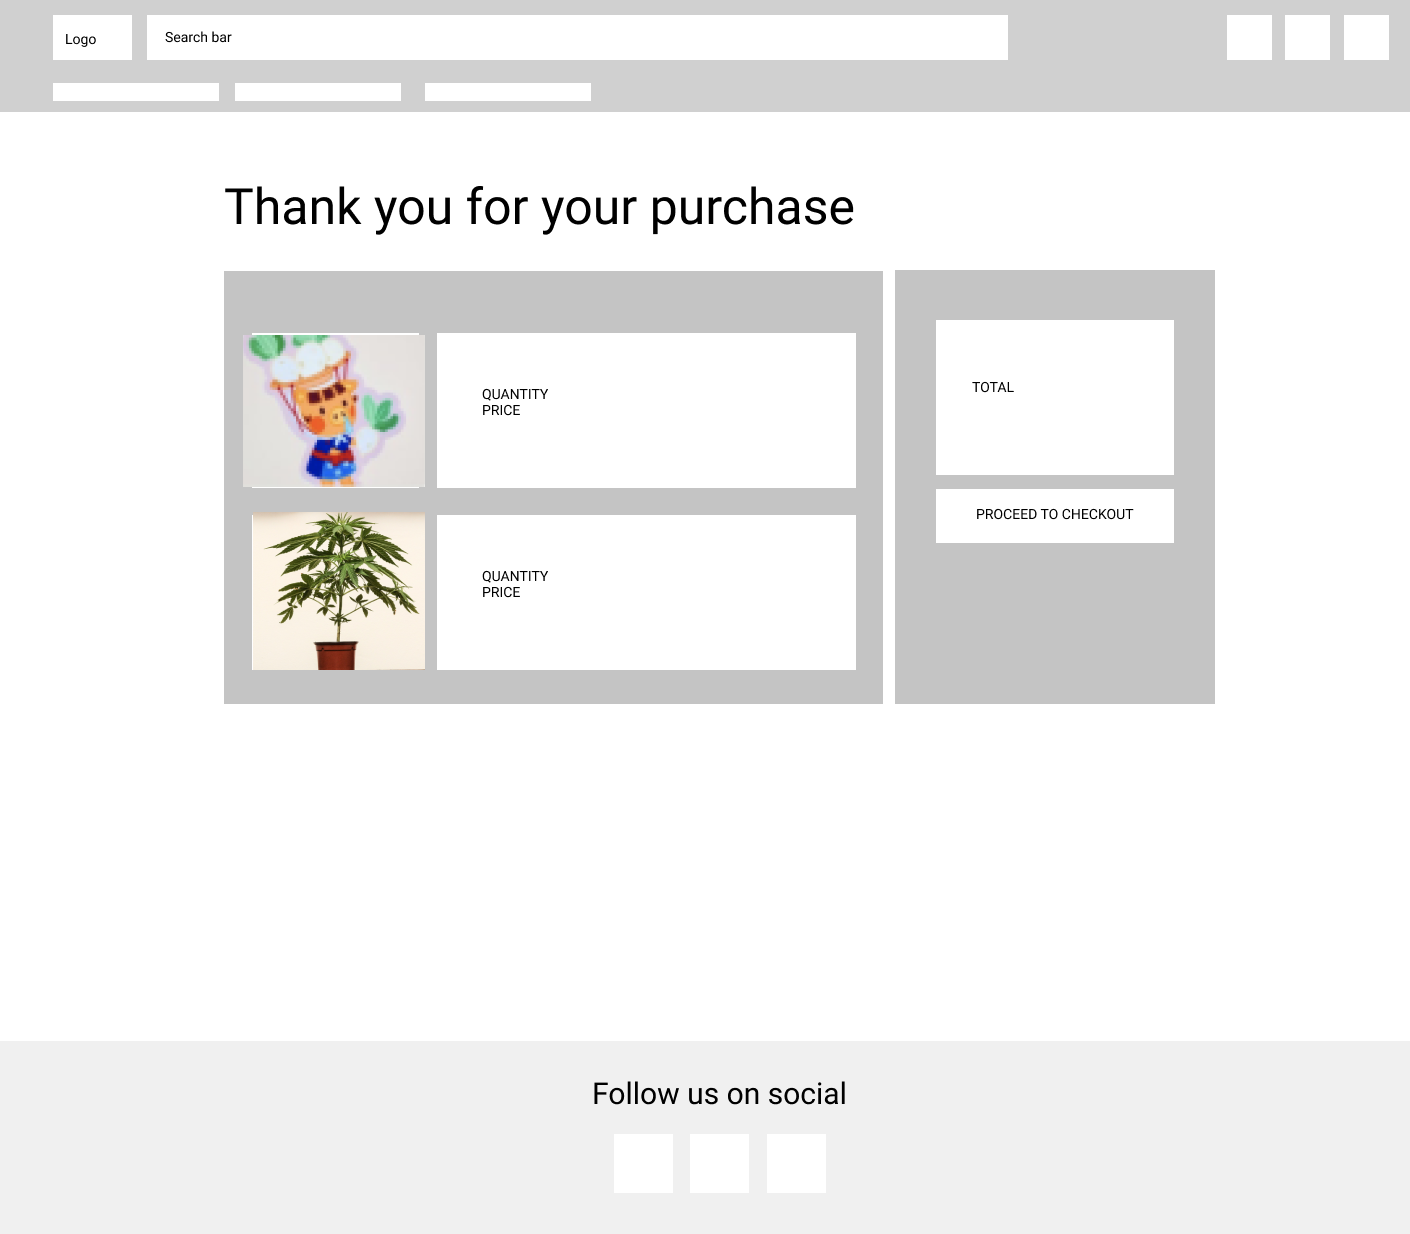 Logo
Search bar
Thank you for your purchase
QUANTITY
PRICE
TOTAL
PROCEED TO CHECKOUT
QUANTITY
PRICE
Follow us on social